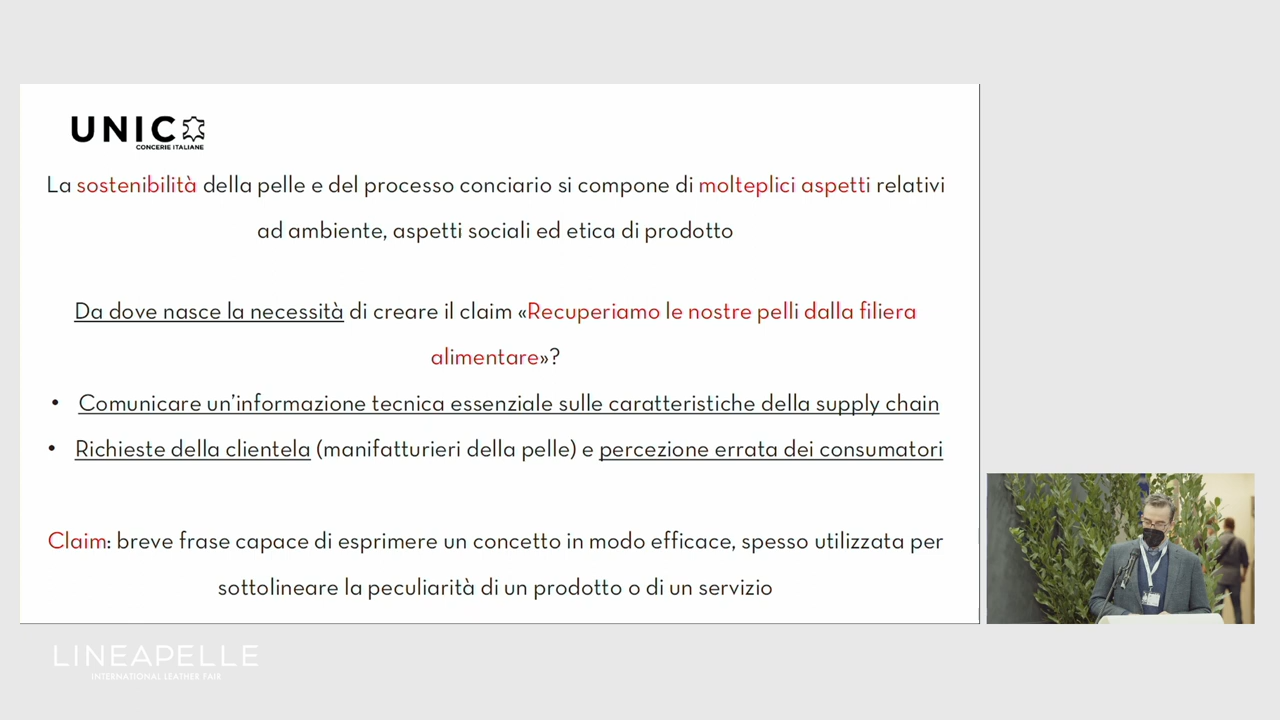 UNIC
CONCERIE ITALIANE
La sostenibilità della pelle e del processo conciario si compone di molteplici aspetti relativi
ad ambiente, aspetti sociali ed etica di prodotto
Da dove nasce la necessità di creare il claim «Recuperiamo le nostre pelli dalla filiera
alimentare»?
• Comunicare un'informazione tecnica essenziale sulle caratteristiche della supply chain
• Richieste della clientela (manifatturieri della pelle) e percezione errata dei consumatori
Claim: breve frase capace di esprimere un concetto in modo efficace, spesso utilizzata per
sottolineare la peculiarità di un prodotto o di un servizio
LINEAPELLE
INTERNATIONAL LEATHER FAIR